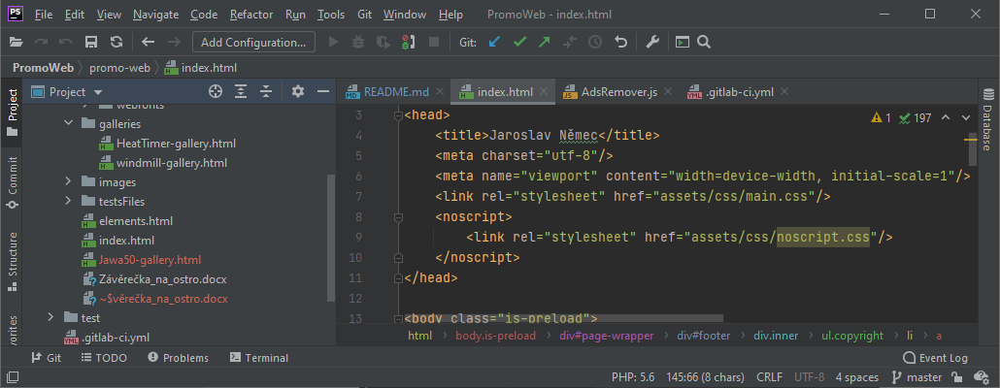 PS File Edit View Navigate Code Refactor Run Tools Git Window Help PromoWeb - index.html
Add Configuration... Git:
PromoWeb promo-web index.html
Project README.md index.html AdsRemover.js .gitlab-ci.yml
Project
Commit
Structure
webfonts
galleries
HeatTimer-gallery.html
windmill-gallery.html
images
testsFiles
elements.html
index.html
Jawa50-gallery.html
Závěrečka_na_ostro.docx
~$věrečka_na_ostro.docx
test
.gitlab-ci.yml
1 197
3 <head>
4 <title>Jaroslav Němec</title>
5 <meta charset="utf-8"/>
6 <meta name="viewport" content="width=device-width, initial-scale=1"/>
7 <link rel="stylesheet" href="assets/css/main.css"/>
8 <noscript>
9 <link rel="stylesheet" href="assets/css/noscript.css"/>
10 </noscript>
11 </head>
12
13 <body class="is-preload">
html body.is-preload div#page-wrapper div#footer div.inner ul.copyright li a
Database
Git TODO Problems Terminal Event Log
PHP: 5.6 145:66 (8 chars) CRLF UTF-8 4 spaces master